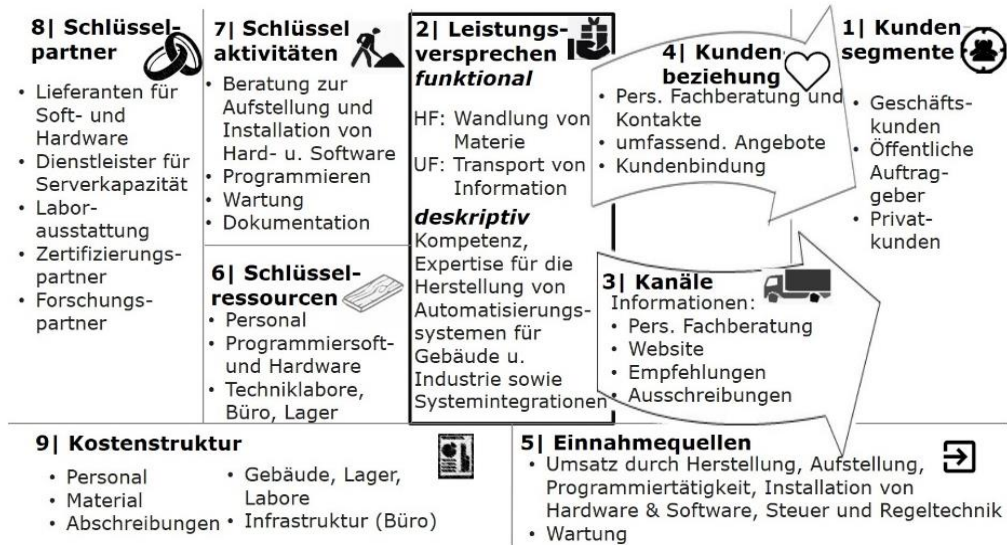 8| Schlüssel-
partner
• Lieferanten für
Soft- und
Hardware
• Dienstleister für
Serverkapazität
• Labor-
ausstattung
• Zertifizierungs-
partner
• Forschungs-
partner
7| Schlüssel
aktivitäten
• Beratung zur
Aufstellung und
Installation von
Hard- u. Software
• Programmieren
• Wartung
• Dokumentation
6| Schlüssel-
ressourcen
• Personal
• Programmiersoft-
und Hardware
• Techniklabore,
Büro, Lager
2| Leistungs-
versprechen
funktional
HF: Wandlung von
Materie
UF: Transport von
Information
deskriptiv
Kompetenz,
Expertise für die
Herstellung von
Automatisierungs-
systemen für
Gebäude u.
Industrie sowie
Systemintegrationen
4| Kunden-
beziehung
• Pers. Fachberatung und
Kontakte
• umfassend. Angebote
• Kundenbindung
3| Kanäle
Informationen:
• Pers. Fachberatung
• Website
• Empfehlungen
• Ausschreibungen
1| Kunden
segmente
• Geschäfts-
kunden
• Öffentliche
Auftrag-
geber
• Privat-
kunden
9| Kostenstruktur
• Personal
• Material
• Abschreibungen
• Gebäude, Lager,
Labore
• Infrastruktur (Büro)
5| Einnahmequellen
• Umsatz durch Herstellung, Aufstellung,
Programmiertätigkeit, Installation von
Hardware & Software, Steuer und Regeltechnik
• Wartung